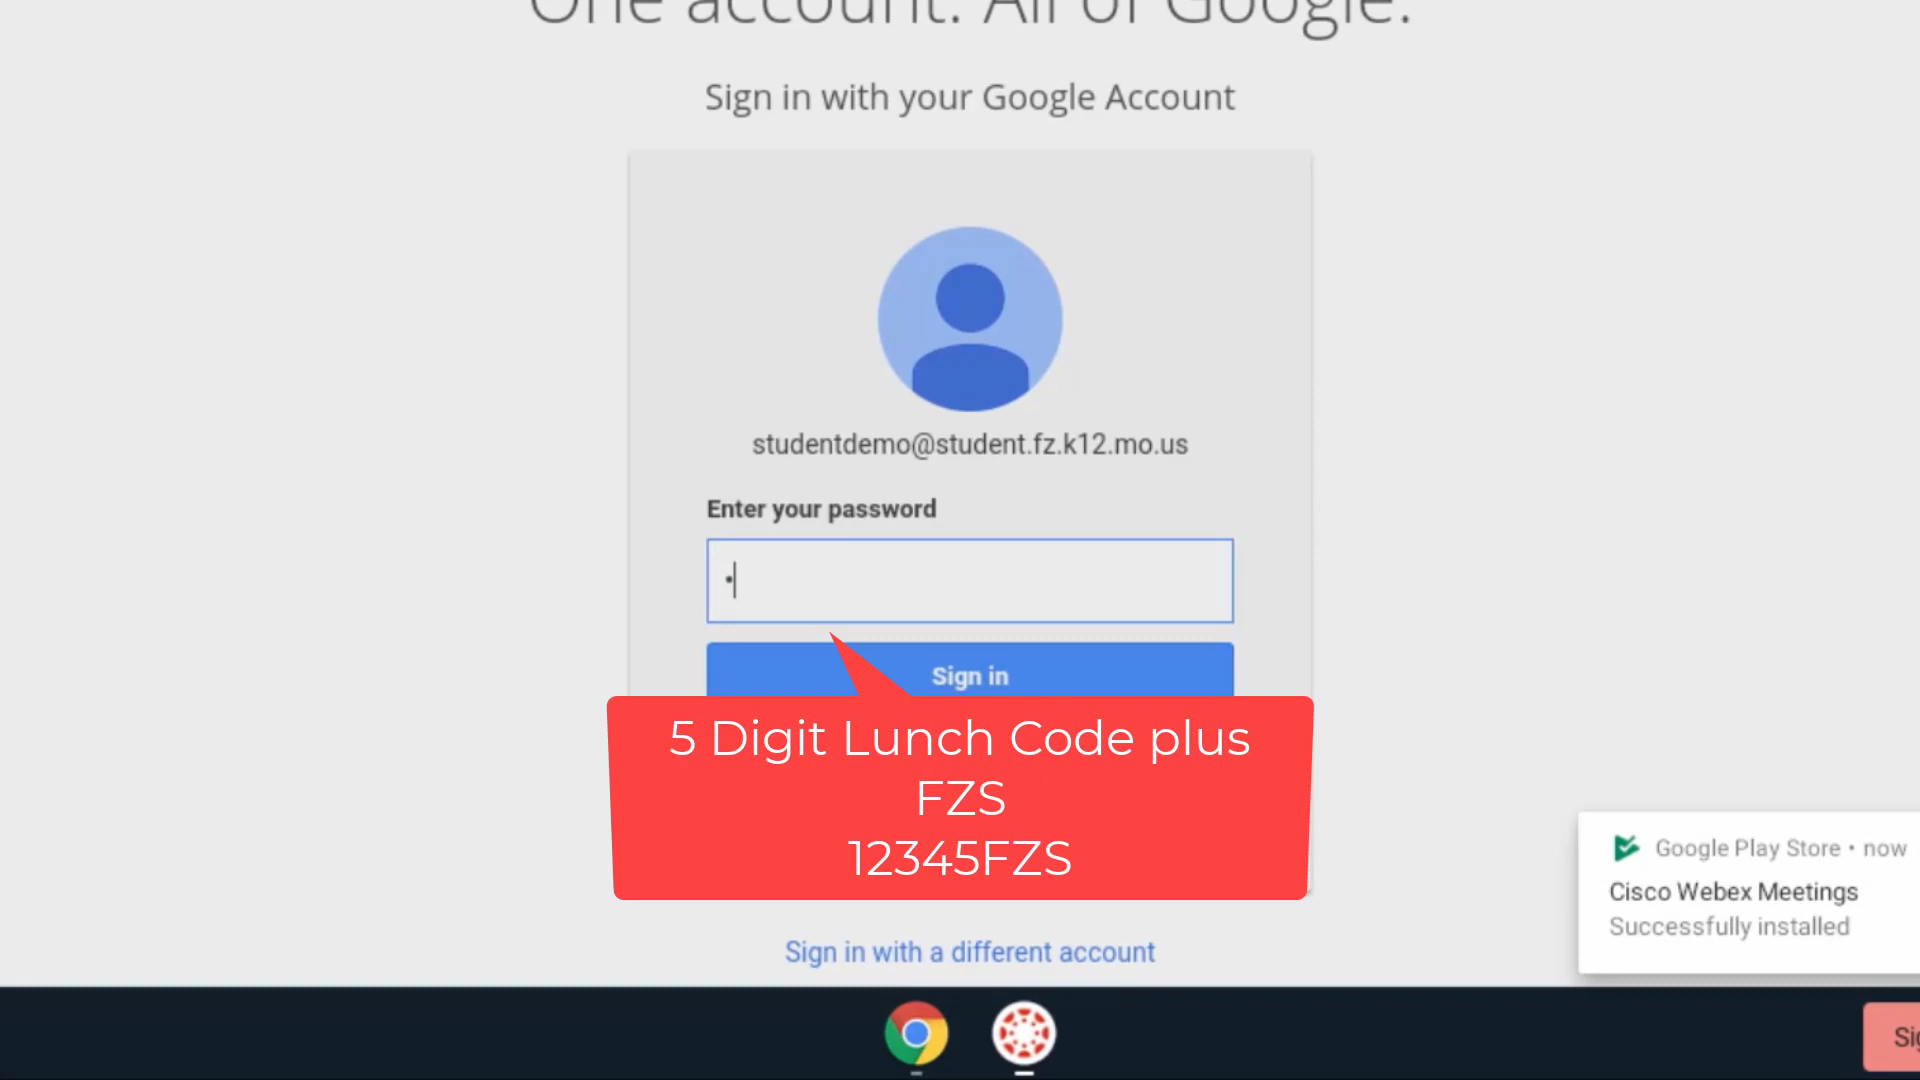 One account. All of Google.
Sign in with your Google Account
studentdemo@student.fz.k12.mo.us
Enter your password
•
Sign in
5 Digit Lunch Code plus
FZS
12345FZS
Google Play Store • now
Cisco Webex Meetings
Successfully installed
Sign in with a different account